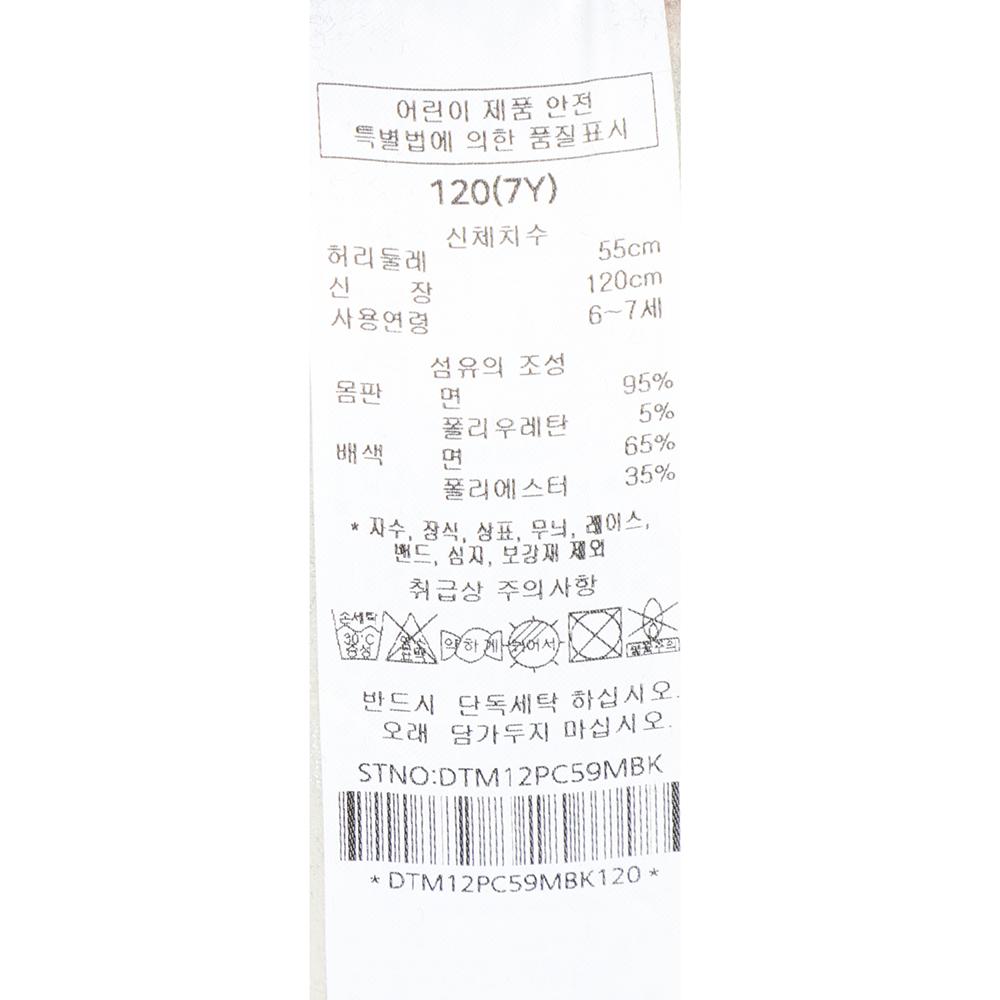 어린이 제품 안전
특별법에 의한 품질표시
120(7Y)
신체치수
허리둘레 55cm
신 장 120cm
사용연령 6~7세
섬유의 조성
몸판 면 95%
폴리우레탄 5%
배색 면 65%
폴리에스터 35%
* 자수, 장식, 상표, 무늬, 레이스,
밴드, 심지, 보강재 제외
취급상 주의사항
손세탁
30°C
중성
약하게
뉘어서
반드시 단독세탁 하십시오.
오래 담가두지 마십시오.
STNO:DTM12PC59MBK
*DTM12PC59MBK120*